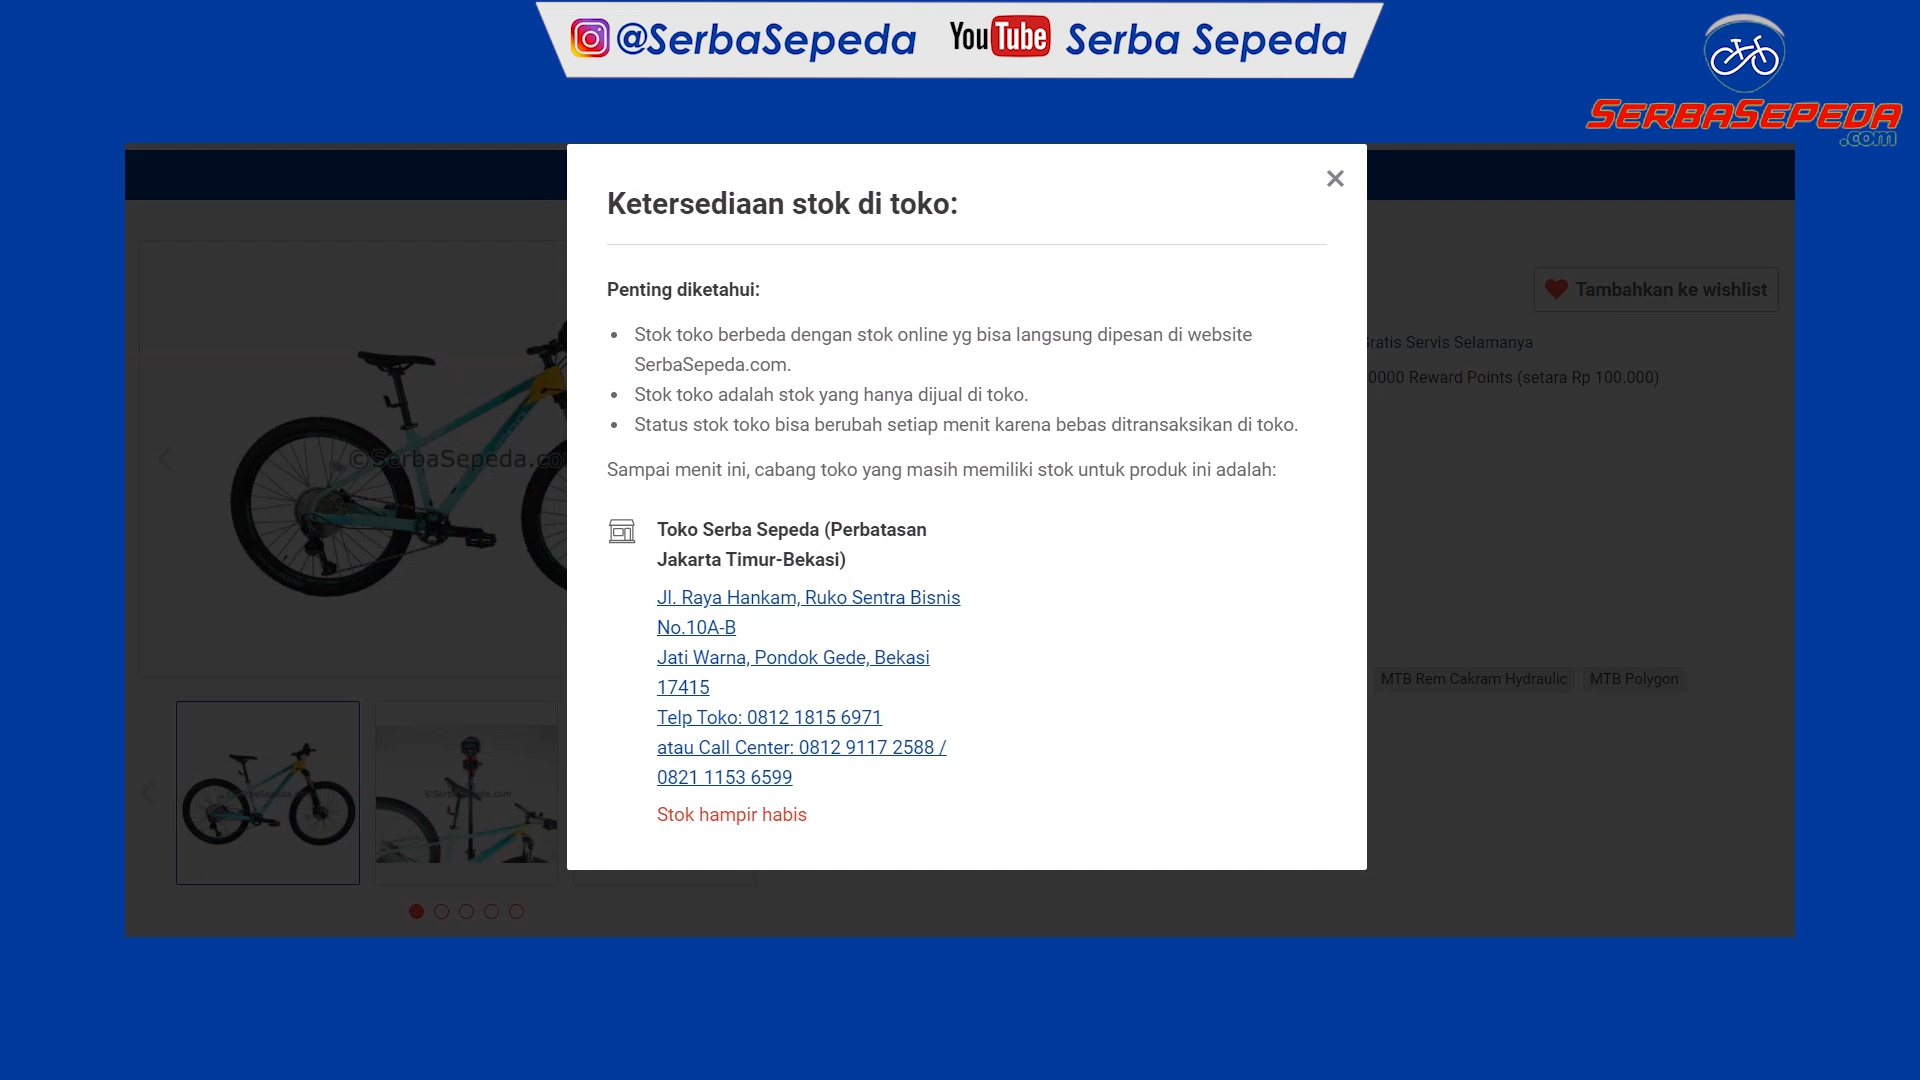 @SerbaSepeda YouTube Serba Sepeda
SERBASEPEDA
.com
Ketersediaan stok di toko:
Penting diketahui:
Tambahkan ke wishlist
• Stok toko berbeda dengan stok online yg bisa langsung dipesan di website
SerbaSepeda.com.
• Stok toko adalah stok yang hanya dijual di toko.
• Status stok toko bisa berubah setiap menit karena bebas ditransaksikan di toko.
ratis Servis Selamanya
0000 Reward Points (setara Rp 100.000)
©SerbaSepeda.co
Sampai menit ini, cabang toko yang masih memiliki stok untuk produk ini adalah:
Toko Serba Sepeda (Perbatasan
Jakarta Timur-Bekasi)
Jl. Raya Hankam, Ruko Sentra Bisnis
No.10A-B
Jati Warna, Pondok Gede, Bekasi
17415
Telp Toko: 0812 1815 6971
atau Call Center: 0812 9117 2588 /
0821 1153 6599
Stok hampir habis
MTB Rem Cakram Hydraulic
MTB Polygon